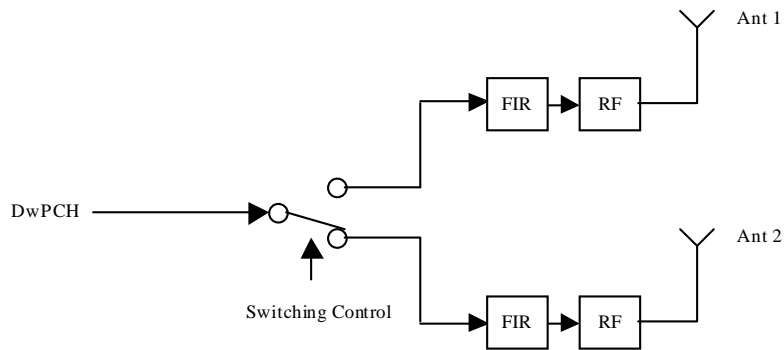 Ant 1
FIR
RF
DwPCH
Ant 2
Switching Control
FIR
RF